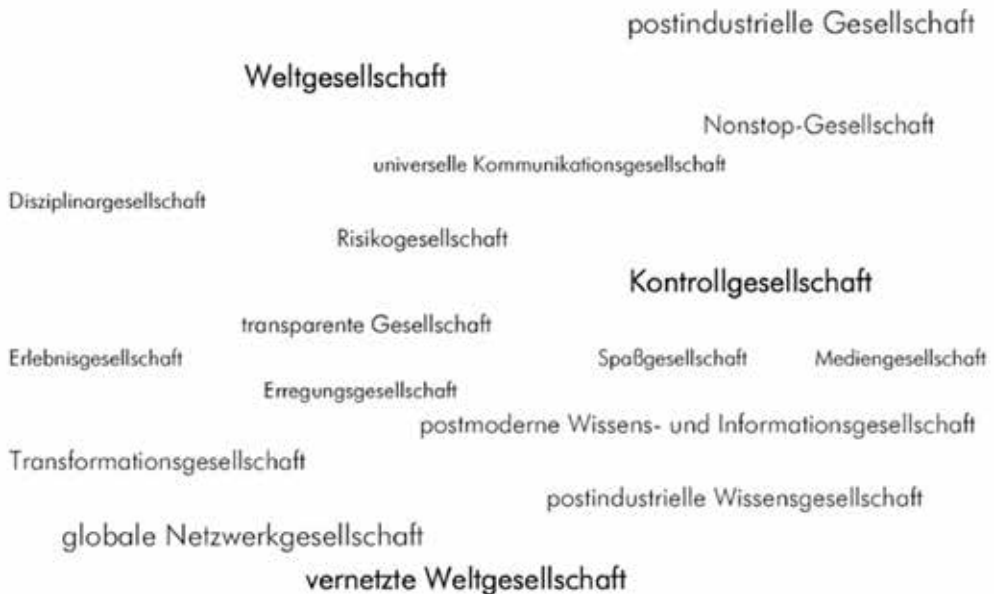 postindustrielle Gesellschaft
Weltgesellschaft
Nonstop-Gesellschaft
universelle Kommunikationsgesellschaft
Disziplinargesellschaft
Risikogesellschaft
Kontrollgesellschaft
transparente Gesellschaft
Erlebnisgesellschaft Spaßgesellschaft Mediengesellschaft
Erregungsgesellschaft
postmoderne Wissens- und Informationsgesellschaft
Transformationsgesellschaft
postindustrielle Wissensgesellschaft
globale Netzwerkgesellschaft
vernetzte Weltgesellschaft